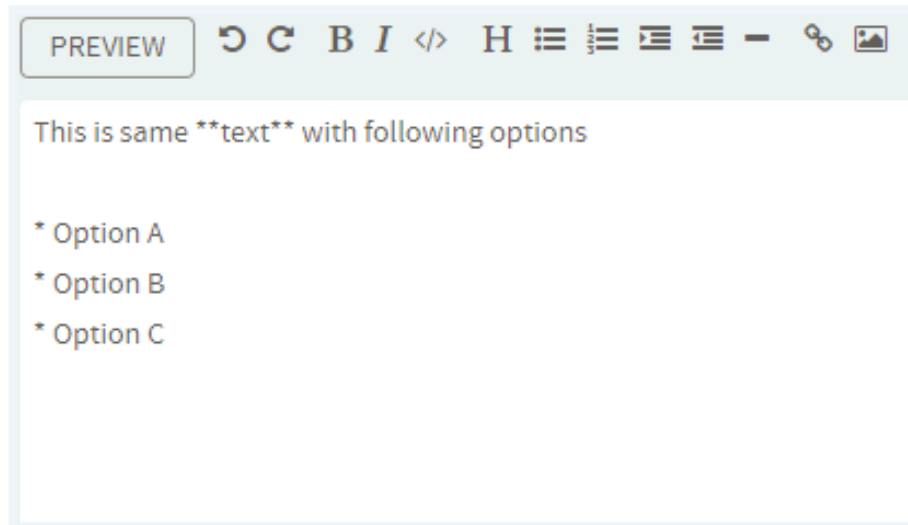 PREVIEW B I </> H
This is same **text** with following options
* Option A
* Option B
* Option C